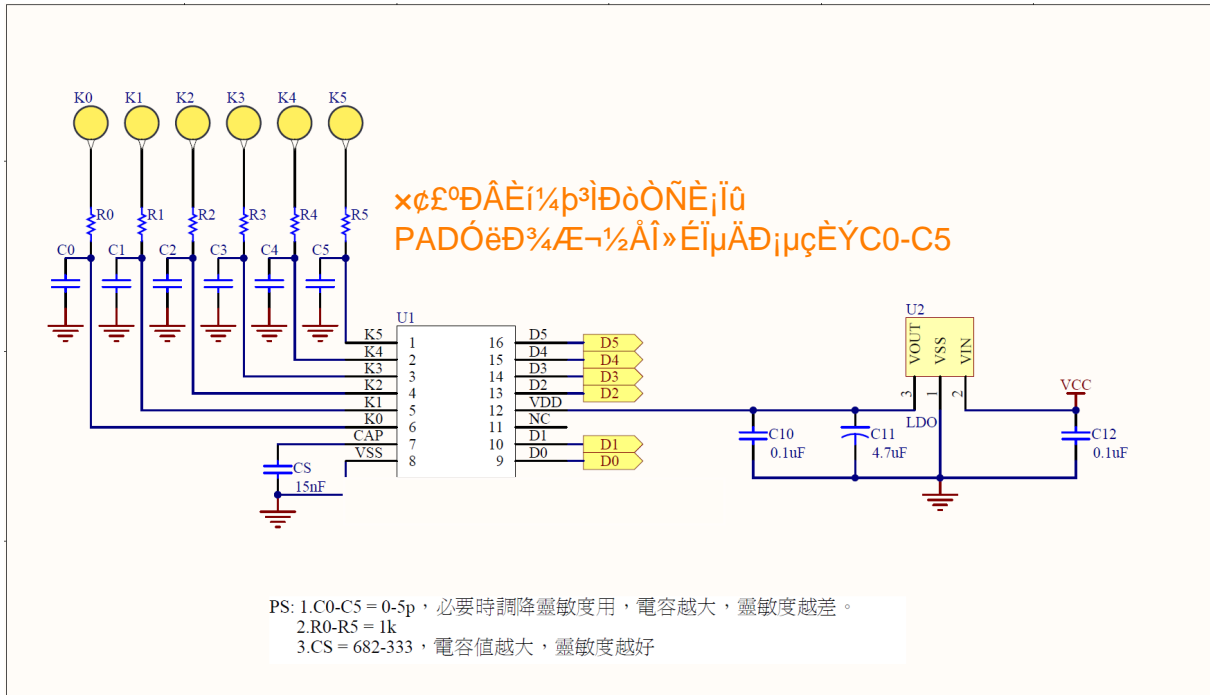 K0 K1 K2 K3 K4 K5
R0 R1 R2 R3 R4 R5
C0 C1 C2 C3 C4 C5
×¢£ºÐÂÈí¼þ³ÌÐòÒÑÈ¡Ïû
PADÓëÐ¾Æ¬½ÅÎ»ÉÏµÄÐ¡µçÈÝC0-C5
U1
K5 1 16 D5 D5
K4 2 15 D4 D4
K3 3 14 D3 D3
K2 4 13 D2 D2
K1 5 12 VDD
K0 6 11 NC
CAP 7 10 D1 D1
VSS 8 9 D0 D0
CS
15nF
U2
VOUT VSS VIN
3 1 2
LDO
VCC
C10
0.1uF
C11
4.7uF
C12
0.1uF
PS: 1.C0-C5 = 0-5p，必要時調降靈敏度用，電容越大，靈敏度越差。
2.R0-R5 = 1k
3.CS = 682-333，電容值越大，靈敏度越好